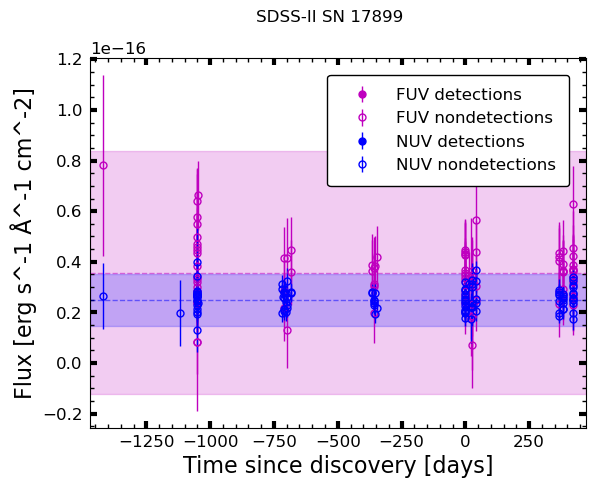 SDSS-II SN 17899
1e−16
FUV detections
FUV nondetections
NUV detections
NUV nondetections
1.2
1.0
0.8
0.6
0.4
0.2
0.0
−0.2
Flux [erg s^-1 Å^-1 cm^-2]
−1250 −1000 −750 −500 −250 0 250
Time since discovery [days]